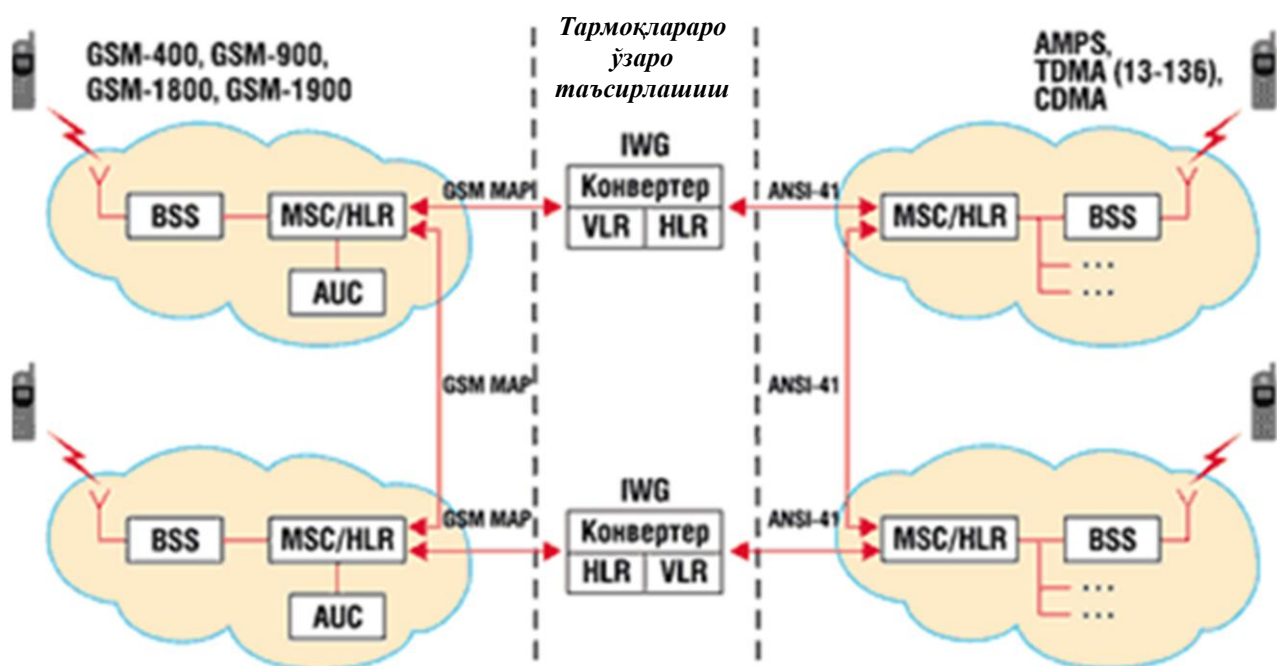 Тармоқлараро
ўзаро
таъсирлашиш
GSM-400, GSM-900,
GSM-1800, GSM-1900
AMPS,
TDMA (13-136),
CDMA
IWG
Конвертер
VLR HLR
GSM MAP
ANSI-41
BSS
MSC/HLR
AUC
MSC/HLR
BSS
...
...
GSM MAP
ANSI-41
IWG
Конвертер
HLR VLR
GSM MAP
ANSI-41
BSS
MSC/HLR
AUC
MSC/HLR
BSS
...
...